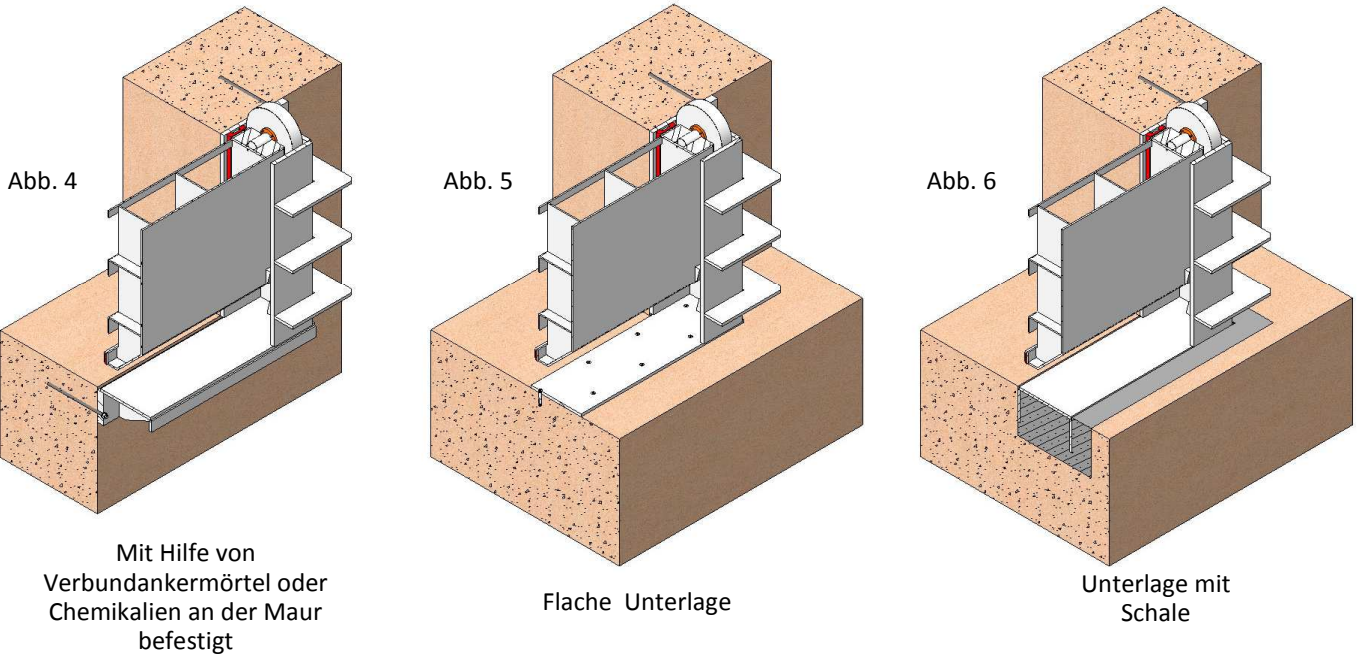 Abb. 4
Abb. 5
Abb. 6
Mit Hilfe von
Verbundankermörtel oder
Chemikalien an der Maur
befestigt
Flache Unterlage
Unterlage mit
Schale